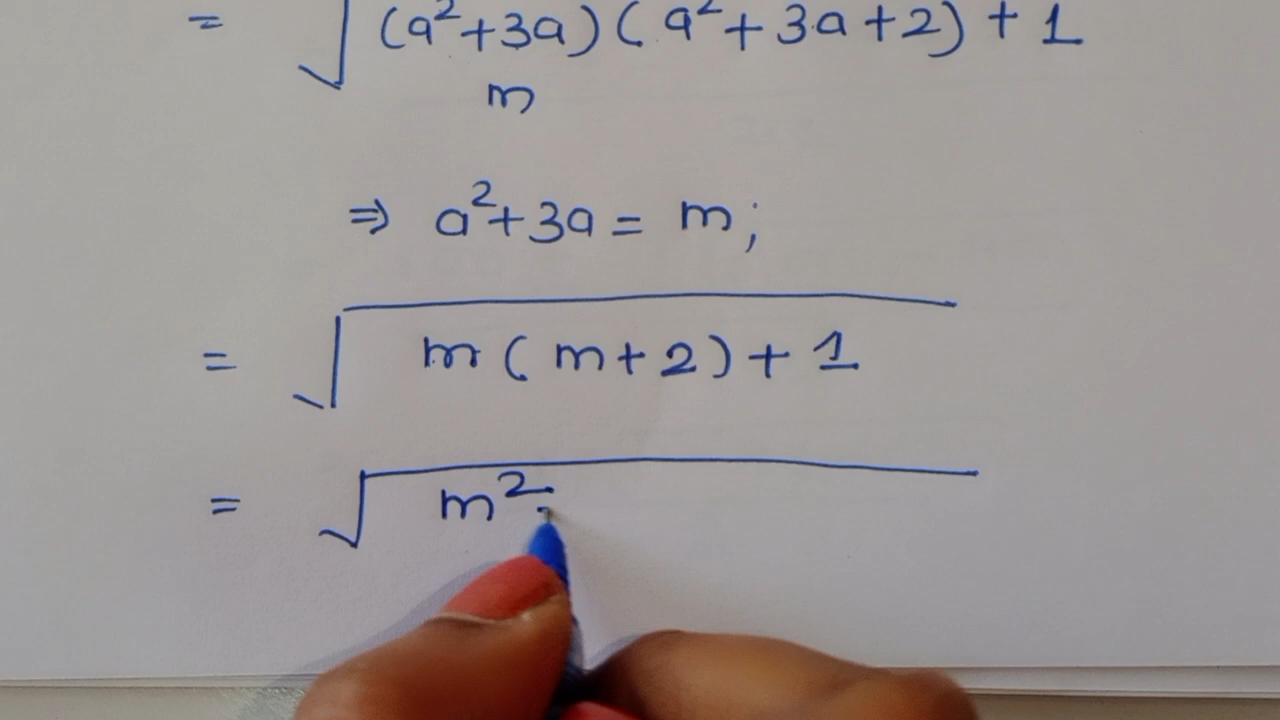 = √(a²+3a)(a²+3a+2)+1
m
⇒ a²+3a = m;
= √m(m+2)+1
= √m²